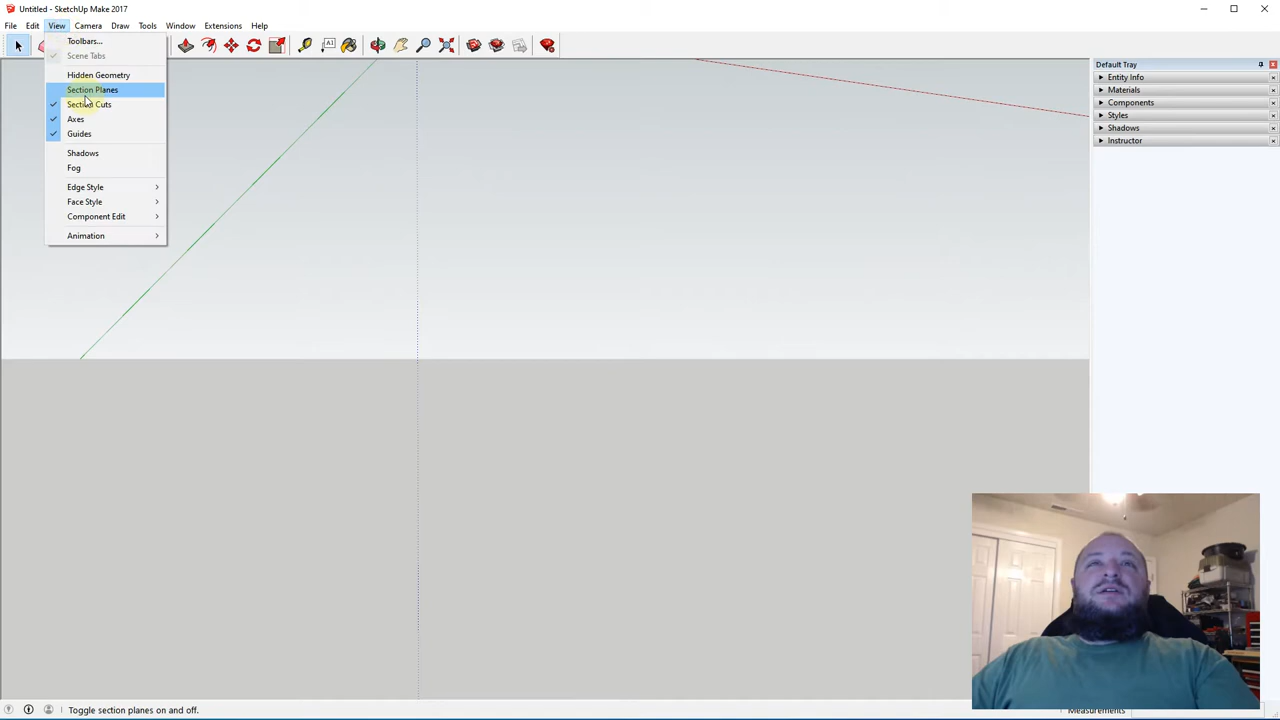 Untitled - SketchUp Make 2017
File Edit View Camera Draw Tools Window Extensions Help
Toolbars...
Scene Tabs
Hidden Geometry
Section Planes
Section Cuts
Axes
Guides
Shadows
Fog
Edge Style
Face Style
Component Edit
Animation
Default Tray
Entity Info
Materials
Components
Styles
Shadows
Instructor
Toggle section planes on and off.
Measurements